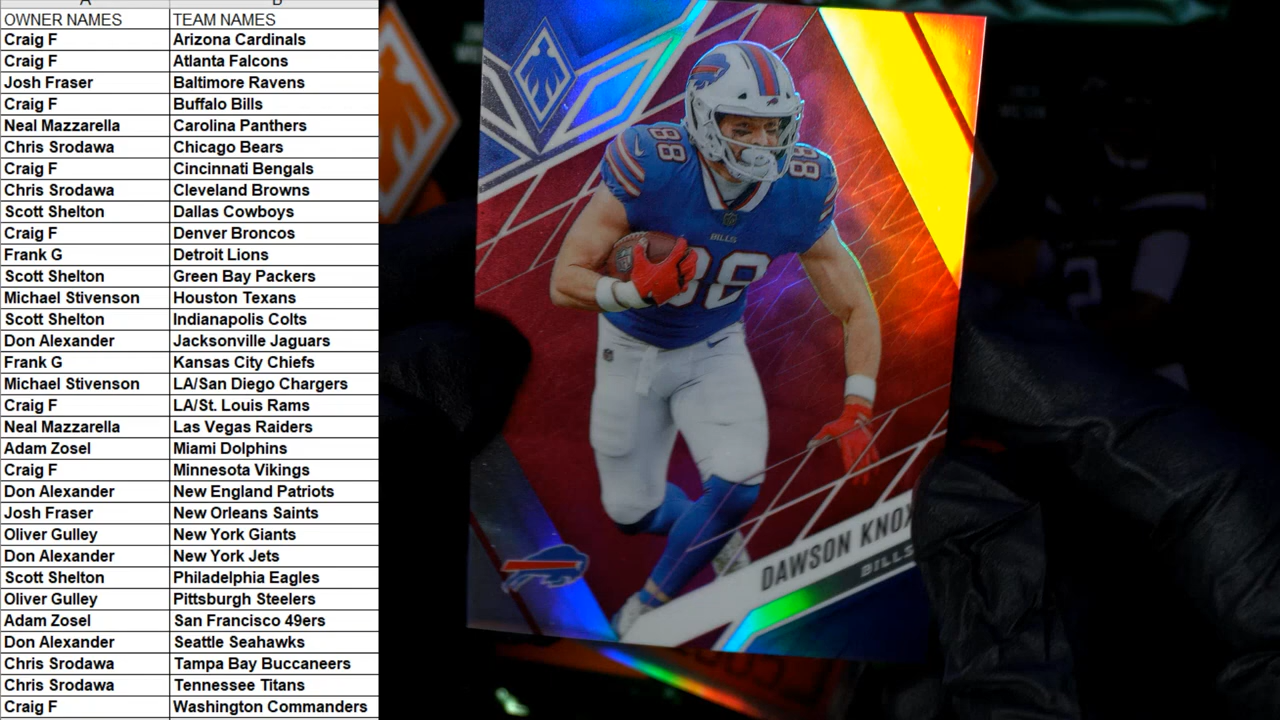 A B
OWNER NAMES TEAM NAMES
Craig F Arizona Cardinals
Craig F Atlanta Falcons
Josh Fraser Baltimore Ravens
Craig F Buffalo Bills
Neal Mazzarella Carolina Panthers
Chris Srodawa Chicago Bears
Craig F Cincinnati Bengals
Chris Srodawa Cleveland Browns
Scott Shelton Dallas Cowboys
Craig F Denver Broncos
Frank G Detroit Lions
Scott Shelton Green Bay Packers
Michael Stivenson Houston Texans
Scott Shelton Indianapolis Colts
Don Alexander Jacksonville Jaguars
Frank G Kansas City Chiefs
Michael Stivenson LA/San Diego Chargers
Craig F LA/St. Louis Rams
Neal Mazzarella Las Vegas Raiders
Adam Zosel Miami Dolphins
Craig F Minnesota Vikings
Don Alexander New England Patriots
Josh Fraser New Orleans Saints
Oliver Gulley New York Giants
Don Alexander New York Jets
Scott Shelton Philadelphia Eagles
Oliver Gulley Pittsburgh Steelers
Adam Zosel San Francisco 49ers
Don Alexander Seattle Seahawks
Chris Srodawa Tampa Bay Buccaneers
Chris Srodawa Tennessee Titans
Craig F Washington Commanders
88
88
BILLS
88
DAWSON KNOX
BILLS